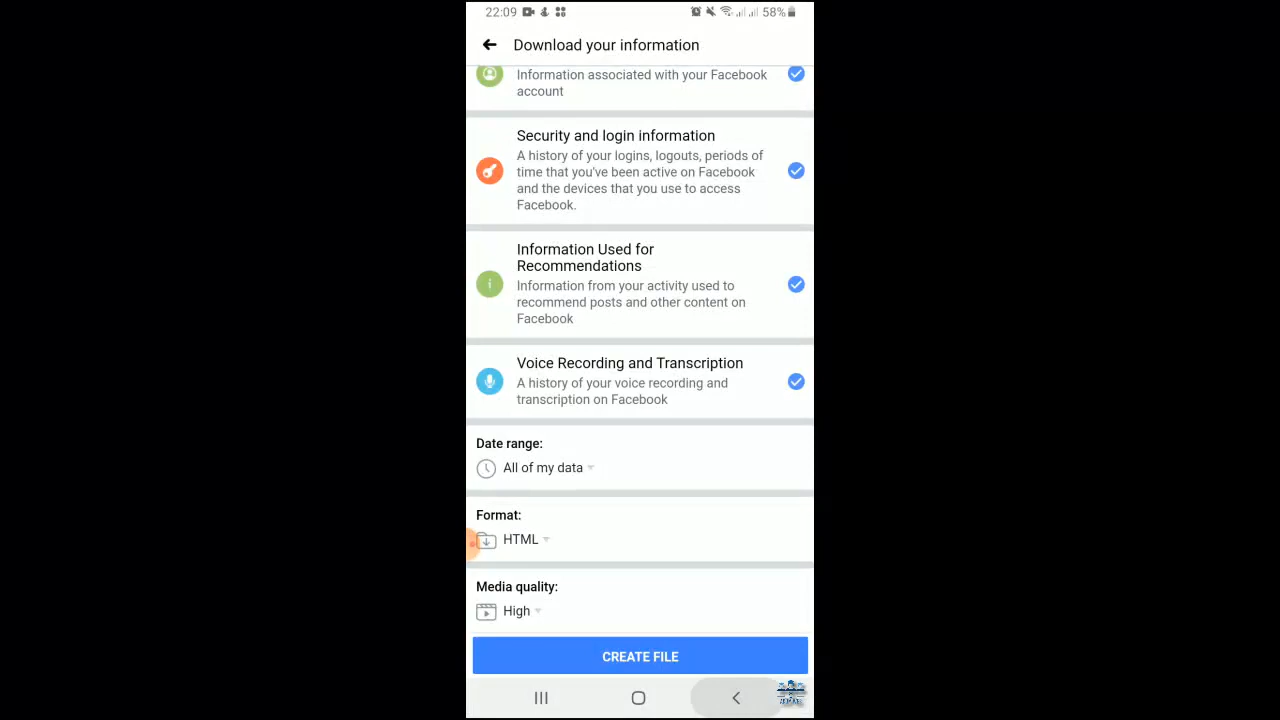 22:09
58%
Download your information
Information associated with your Facebook
account
Security and login information
A history of your logins, logouts, periods of
time that you've been active on Facebook
and the devices that you use to access
Facebook.
Information Used for
Recommendations
Information from your activity used to
recommend posts and other content on
Facebook
Voice Recording and Transcription
A history of your voice recording and
transcription on Facebook
Date range:
All of my data
Format:
HTML
Media quality:
High
CREATE FILE